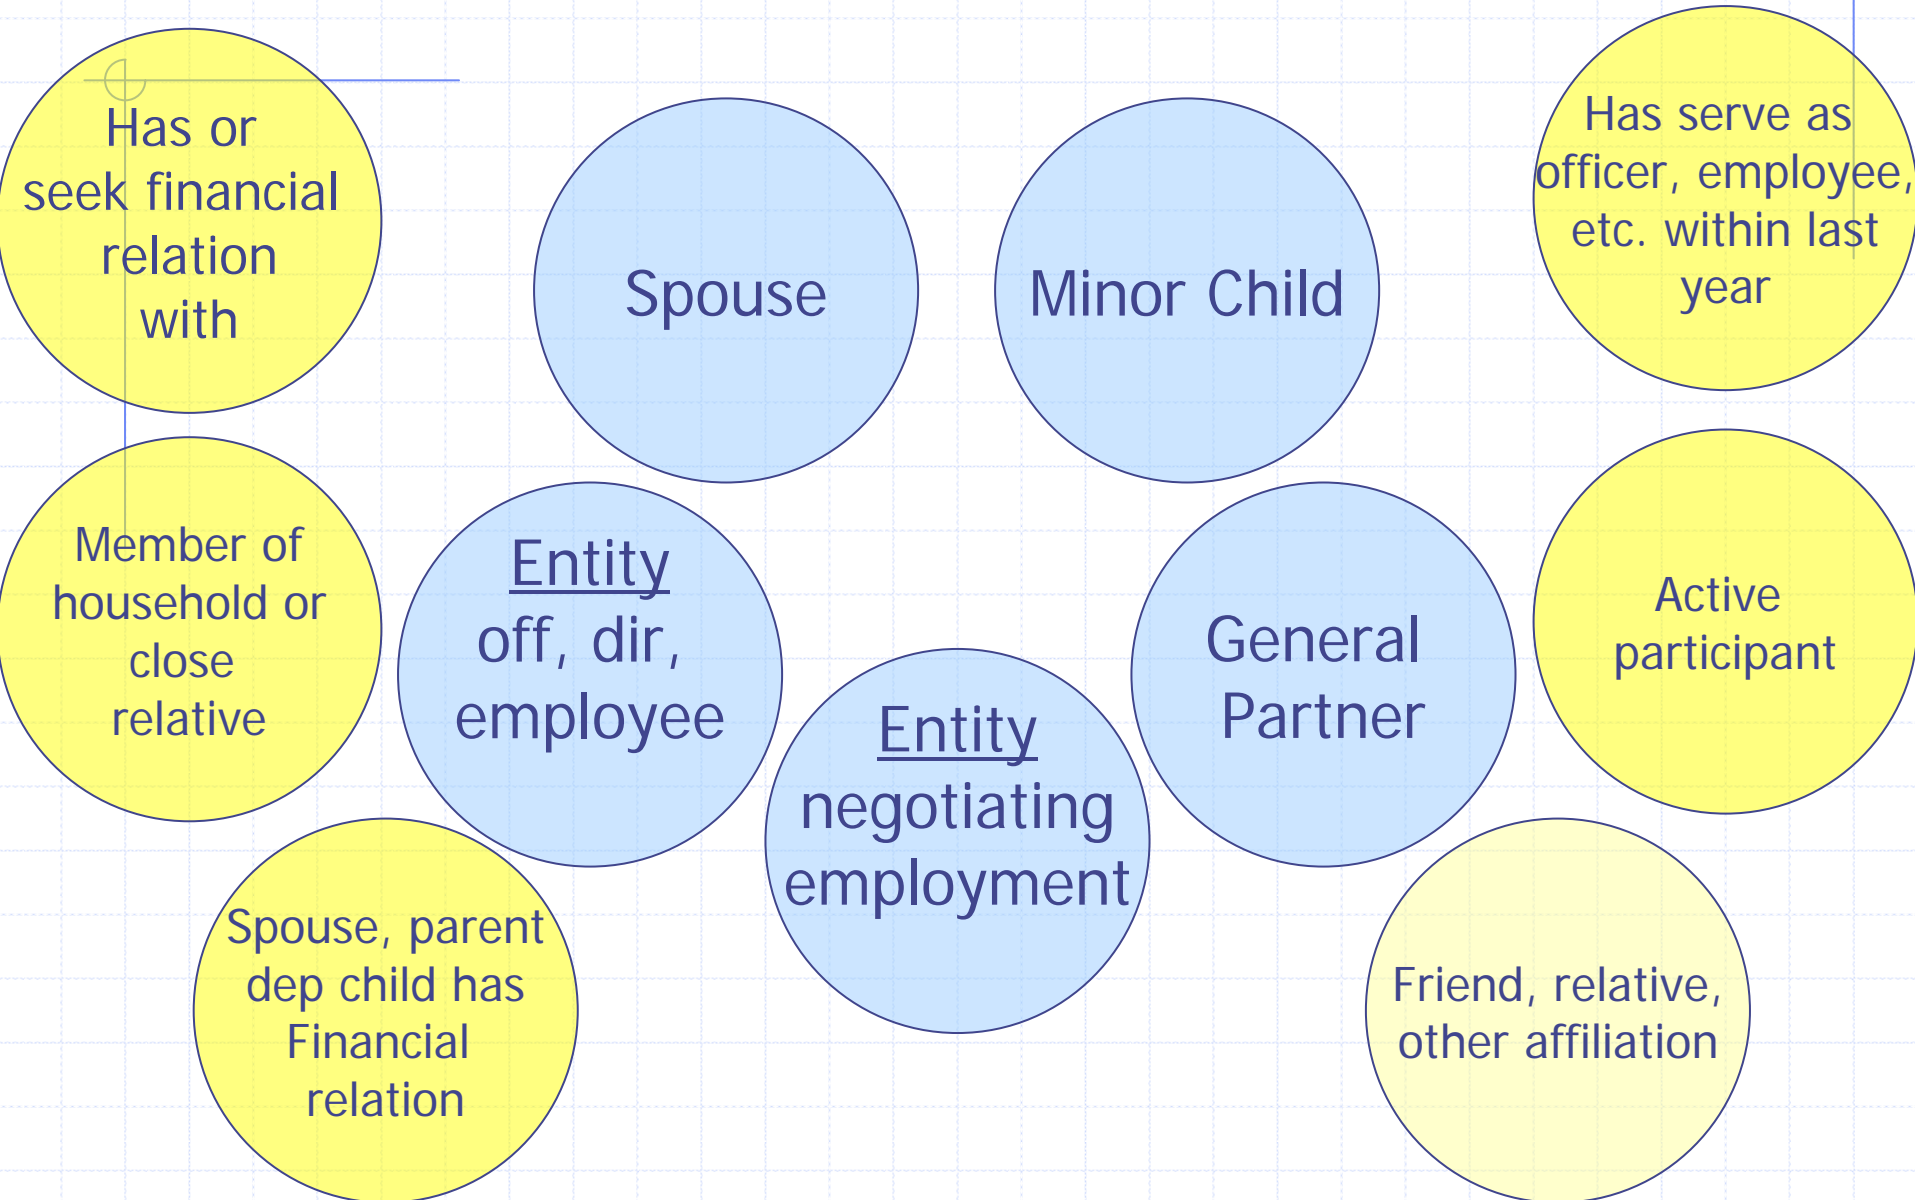 Has or
seek financial
relation
with
Spouse
Minor Child
Has serve as
officer, employee,
etc. within last
year
Member of
household or
close
relative
Entity
off, dir,
employee
Entity
negotiating
employment
General
Partner
Active
participant
Spouse, parent
dep child has
Financial
relation
Friend, relative,
other affiliation